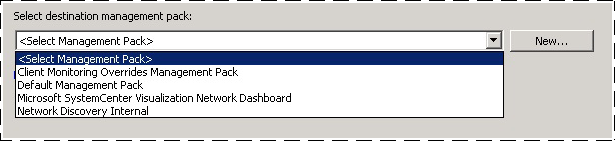 Select destination management pack:
<Select Management Pack> New...
<Select Management Pack>
Client Monitoring Overrides Management Pack
Default Management Pack
Microsoft SystemCenter Visualization Network Dashboard
Network Discovery Internal